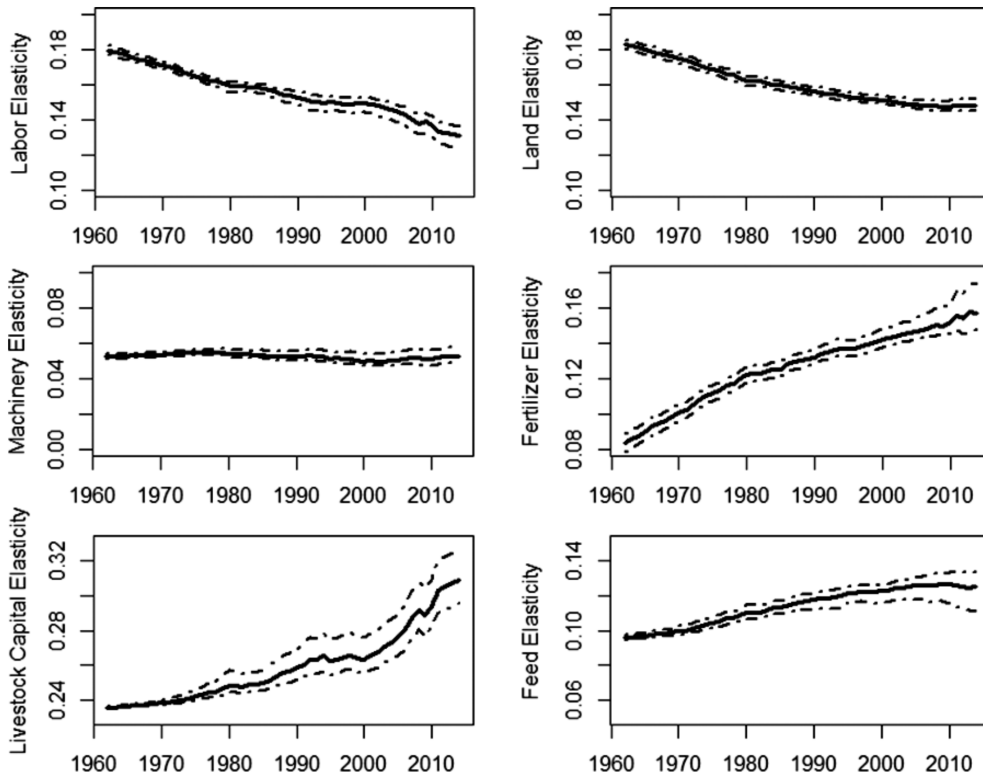 Labor Elasticity
0.18
0.14
0.10
1960 1970 1980 1990 2000 2010
Land Elasticity
0.18
0.14
0.10
1960 1970 1980 1990 2000 2010
Machinery Elasticity
0.08
0.04
0.00
1960 1970 1980 1990 2000 2010
Fertilizer Elasticity
0.16
0.12
0.08
1960 1970 1980 1990 2000 2010
Livestock Capital Elasticity
0.32
0.28
0.24
1960 1970 1980 1990 2000 2010
Feed Elasticity
0.14
0.10
0.06
1960 1970 1980 1990 2000 2010